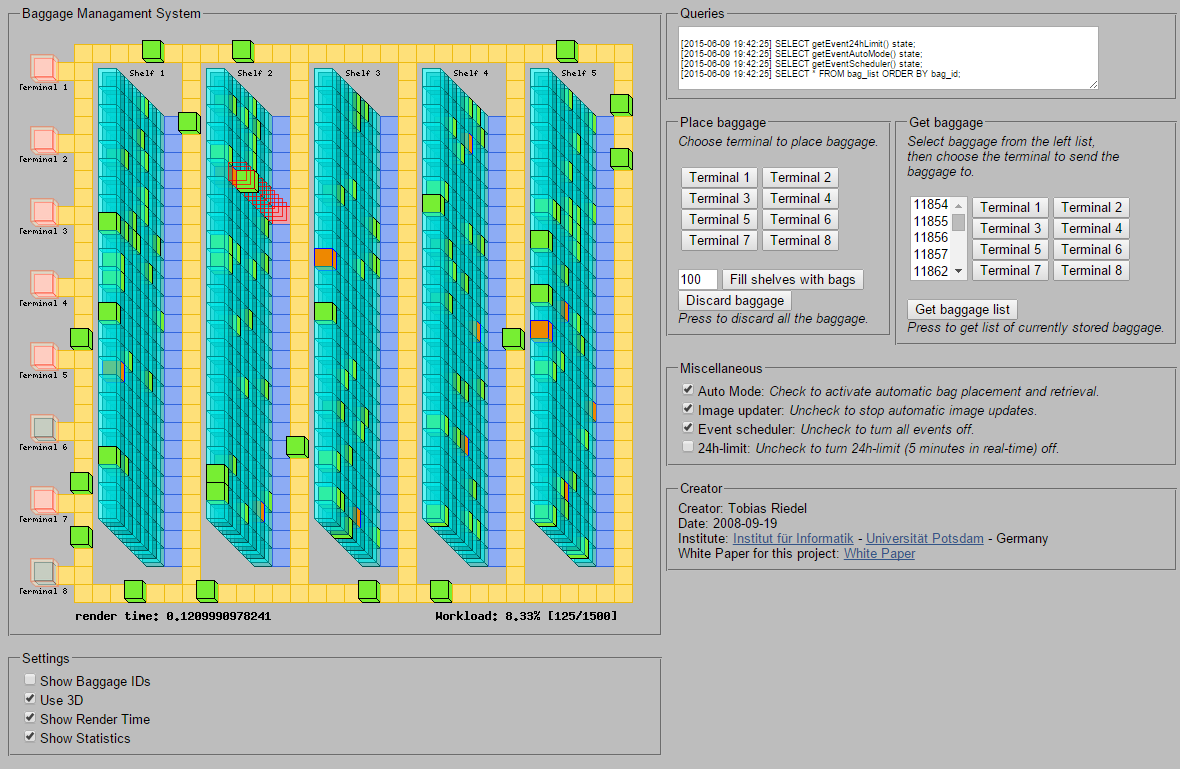 Baggage Managament System
Shelf 1
Shelf 2
Shelf 3
Shelf 4
Shelf 5
Terminal 1
Terminal 2
Terminal 3
Terminal 4
Terminal 5
Terminal 6
Terminal 7
Terminal 8
render time: 0.1209990978241
Workload: 8.33% [125/1500]
Settings
Show Baggage IDs
Use 3D
Show Render Time
Show Statistics
Queries
[2015-06-09 19:42:25] SELECT getEvent24hLimit() state;
[2015-06-09 19:42:25] SELECT getEventAutoMode() state;
[2015-06-09 19:42:25] SELECT getEventScheduler() state;
[2015-06-09 19:42:25] SELECT * FROM bag_list ORDER BY bag_id;
Place baggage
Choose terminal to place baggage.
Terminal 1 Terminal 2
Terminal 3 Terminal 4
Terminal 5 Terminal 6
Terminal 7 Terminal 8
100 Fill shelves with bags
Discard baggage
Press to discard all the baggage.
Get baggage
Select baggage from the left list,
then choose the terminal to send the
baggage to.
11854
11855
11856
11857
11862
Terminal 1 Terminal 2
Terminal 3 Terminal 4
Terminal 5 Terminal 6
Terminal 7 Terminal 8
Get baggage list
Press to get list of currently stored baggage.
Miscellaneous
Auto Mode: Check to activate automatic bag placement and retrieval.
Image updater: Uncheck to stop automatic image updates.
Event scheduler: Uncheck to turn all events off.
24h-limit: Uncheck to turn 24h-limit (5 minutes in real-time) off.
Creator
Creator: Tobias Riedel
Date: 2008-09-19
Institute: Institut für Informatik - Universität Potsdam - Germany
White Paper for this project: White Paper